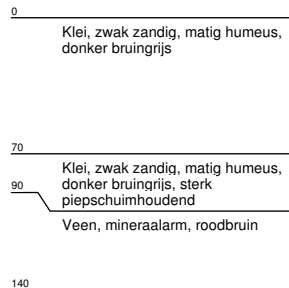 0
Klei, zwak zandig, matig humeus,
donker bruingrijs
70
Klei, zwak zandig, matig humeus,
90
donker bruingrijs, sterk
piepschuimhoudend
Veen, mineraalarm, roodbruin
140